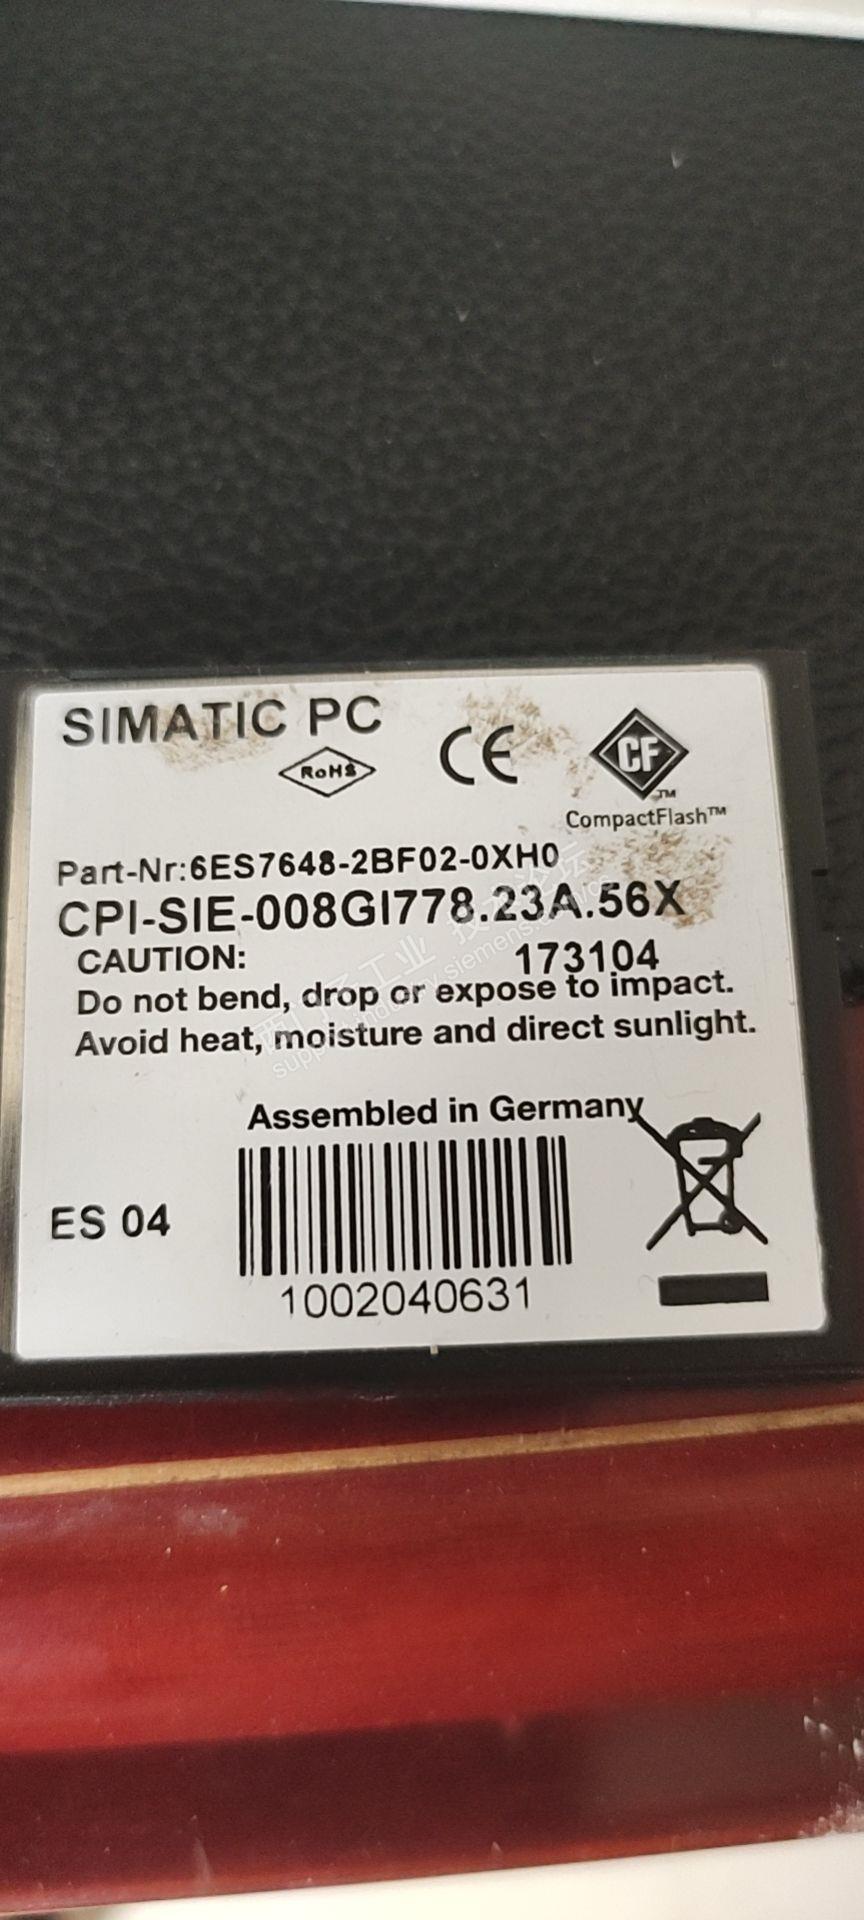 SIMATIC PC
RoHS
CE
CF™
CompactFlash™
Part-Nr:6ES7648-2BF02-0XH0
CPI-SIE-008GI778.23A.56X
CAUTION: 173104
Do not bend, drop or expose to impact.
Avoid heat, moisture and direct sunlight.
Assembled in Germany
ES 04
1002040631